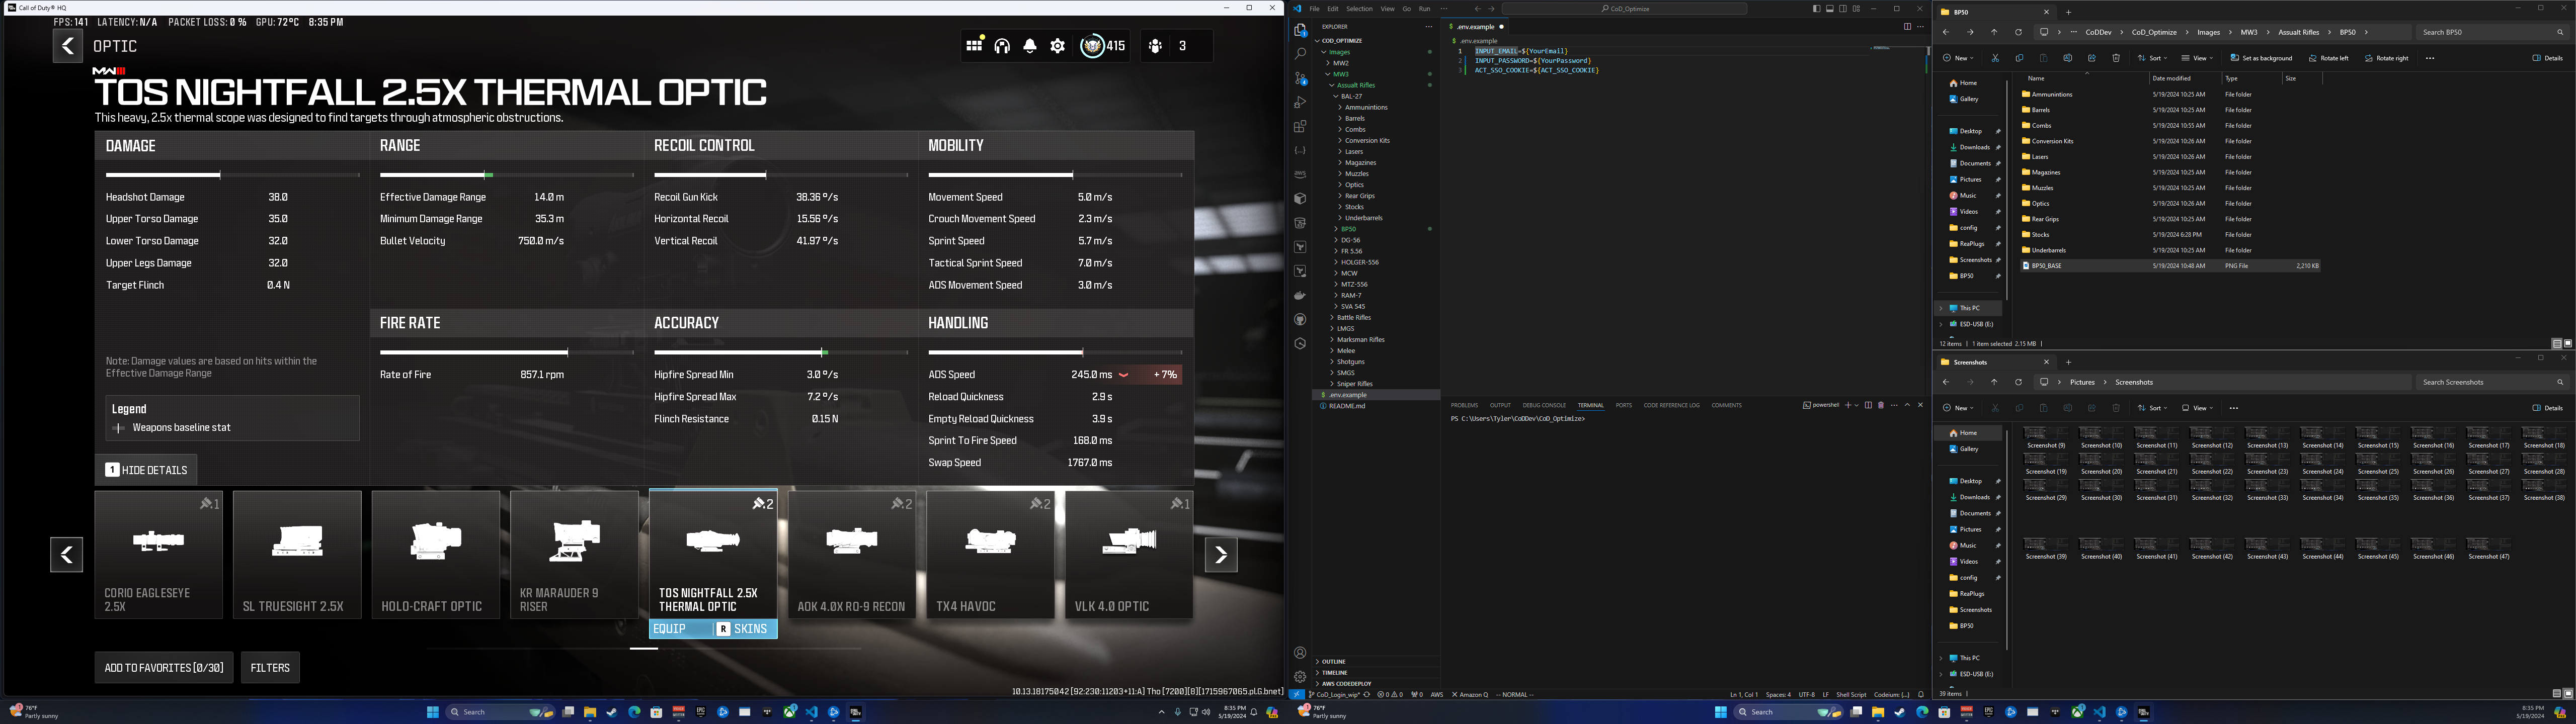 Call of Duty® HQ
FPS: 141 LATENCY: N/A PACKET LOSS: 0 % GPU: 72°C 8:35 PM
OPTIC
415
3
MWIII
TOS NIGHTFALL 2.5X THERMAL OPTIC
This heavy, 2.5x thermal scope was designed to find targets through atmospheric obstructions.
DAMAGE
Headshot Damage 38.0
Upper Torso Damage 35.0
Lower Torso Damage 32.0
Upper Legs Damage 32.0
Target Flinch 0.4 N
Note: Damage values are based on hits within the
Effective Damage Range
Legend
Weapons baseline stat
1 HIDE DETAILS
RANGE
Effective Damage Range 14.0 m
Minimum Damage Range 35.3 m
Bullet Velocity 750.0 m/s
FIRE RATE
Rate of Fire 857.1 rpm
RECOIL CONTROL
Recoil Gun Kick 38.36 °/s
Horizontal Recoil 15.56 °/s
Vertical Recoil 41.97 °/s
ACCURACY
Hipfire Spread Min 3.0 °/s
Hipfire Spread Max 7.2 °/s
Flinch Resistance 0.15 N
MOBILITY
Movement Speed 5.0 m/s
Crouch Movement Speed 2.3 m/s
Sprint Speed 5.7 m/s
Tactical Sprint Speed 7.0 m/s
ADS Movement Speed 3.0 m/s
HANDLING
ADS Speed 245.0 ms + 7%
Reload Quickness 2.9 s
Empty Reload Quickness 3.9 s
Sprint To Fire Speed 168.0 ms
Swap Speed 1767.0 ms
1
CORIO EAGLESEYE
2.5X
SL TRUESIGHT 2.5X
HOLO-CRAFT OPTIC
KR MARAUDER 9
RISER
2
TOS NIGHTFALL 2.5X
THERMAL OPTIC
EQUIP R SKINS
2
AOK 4.0X RO-9 RECON
2
TX4 HAVOC
1
VLK 4.0 OPTIC
ADD TO FAVORITES [0/30] FILTERS
10.13.18175042 [92:230:11203+11:A] Tho [7200][8][1715967065.pl.G.bnet]
76°F
Partly sunny
Search
8:35 PM
5/19/2024
File Edit Selection View Go Run ···
CoD_Optimize
EXPLORER
COD_OPTIMIZE
Images
MW2
MW3
Assualt Rifles
BAL-27
Ammunintions
Barrels
Combs
Conversion Kits
Lasers
Magazines
Muzzles
Optics
Rear Grips
Stocks
Underbarrels
BP50
DG-56
FR 5.56
HOLGER-556
MCW
MTZ-556
RAM-7
SVA 545
Battle Rifles
LMGS
Marksman Rifles
Melee
Shotguns
SMGS
Sniper Rifles
$ .env.example
README.md
OUTLINE
TIMELINE
AWS CODEDEPLOY
$ .env.example
$ .env.example
1 INPUT_EMAIL=${YourEmail}
2 INPUT_PASSWORD=${YourPassword}
3 ACT_SSO_COOKIE=${ACT_SSO_COOKIE}
PROBLEMS OUTPUT DEBUG CONSOLE TERMINAL PORTS CODE REFERENCE LOG COMMENTS
powershell
PS C:\Users\Tyler\CoDDev\CoD_Optimize>
CoD_Login_wip* 0 0 0 AWS Amazon Q -- NORMAL --
Ln 1, Col 1 Spaces: 4 UTF-8 LF Shell Script Codeium: {...}
76°F
Partly sunny
Search
8:35 PM
5/19/2024
BP50
CoDDev > CoD_Optimize > Images > MW3 > Assualt Rifles > BP50 >
Search BP50
New Sort View Set as background Rotate left Rotate right ··· Details
Home
Gallery
Desktop
Downloads
Documents
Pictures
Music
Videos
config
ReaPlugs
Screenshots
BP50
This PC
ESD-USB (E:)
Name Date modified Type Size
Ammunintions 5/19/2024 10:25 AM File folder
Barrels 5/19/2024 10:25 AM File folder
Combs 5/19/2024 10:55 AM File folder
Conversion Kits 5/19/2024 10:26 AM File folder
Lasers 5/19/2024 10:26 AM File folder
Magazines 5/19/2024 10:25 AM File folder
Muzzles 5/19/2024 10:25 AM File folder
Optics 5/19/2024 10:26 AM File folder
Rear Grips 5/19/2024 10:25 AM File folder
Stocks 5/19/2024 6:28 PM File folder
Underbarrels 5/19/2024 10:25 AM File folder
BP50_BASE 5/19/2024 10:48 AM PNG File 2,210 KB
12 items 1 item selected 2.15 MB
Screenshots
Pictures > Screenshots
Search Screenshots
New Sort View ··· Details
Home
Gallery
Desktop
Downloads
Documents
Pictures
Music
Videos
config
ReaPlugs
Screenshots
BP50
This PC
ESD-USB (E:)
Screenshot (9) Screenshot (10) Screenshot (11) Screenshot (12) Screenshot (13) Screenshot (14) Screenshot (15) Screenshot (16) Screenshot (17) Screenshot (18)
Screenshot (19) Screenshot (20) Screenshot (21) Screenshot (22) Screenshot (23) Screenshot (24) Screenshot (25) Screenshot (26) Screenshot (27) Screenshot (28)
Screenshot (29) Screenshot (30) Screenshot (31) Screenshot (32) Screenshot (33) Screenshot (34) Screenshot (35) Screenshot (36) Screenshot (37) Screenshot (38)
Screenshot (39) Screenshot (40) Screenshot (41) Screenshot (42) Screenshot (43) Screenshot (44) Screenshot (45) Screenshot (46) Screenshot (47)
39 items
8:35 PM
5/19/2024